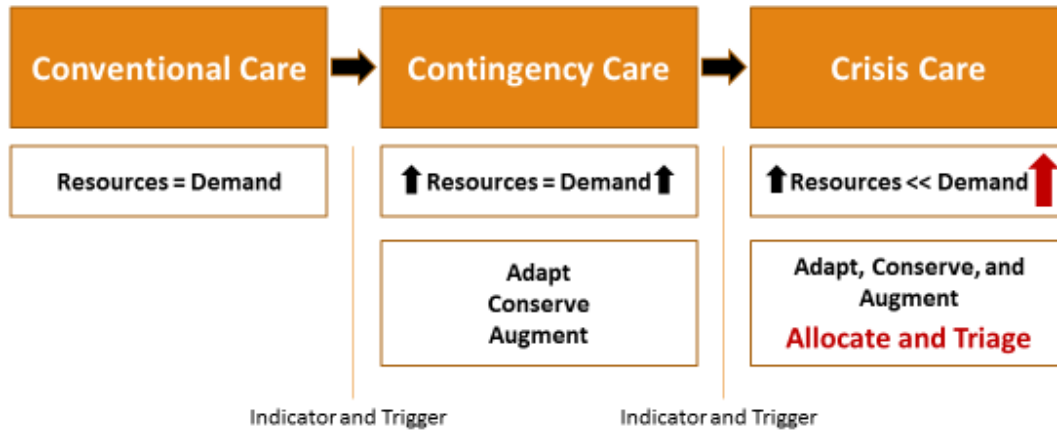 Conventional Care
Contingency Care
Crisis Care
Resources = Demand
Resources = Demand
Resources << Demand
Adapt
Conserve
Augment
Adapt, Conserve, and
Augment
Allocate and Triage
Indicator and Trigger
Indicator and Trigger